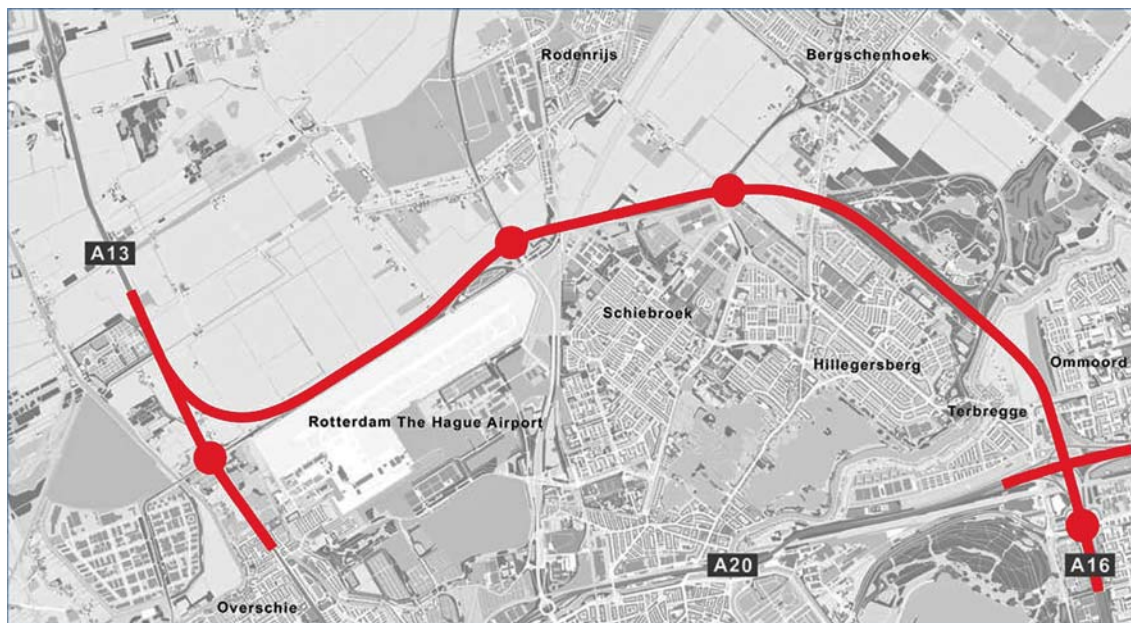 Rodenrijs
Bergschenhoek
A13
Schiebroek
Hillegersberg
Ommoord
Terbregge
Rotterdam The Hague Airport
A20
A16
Overschie